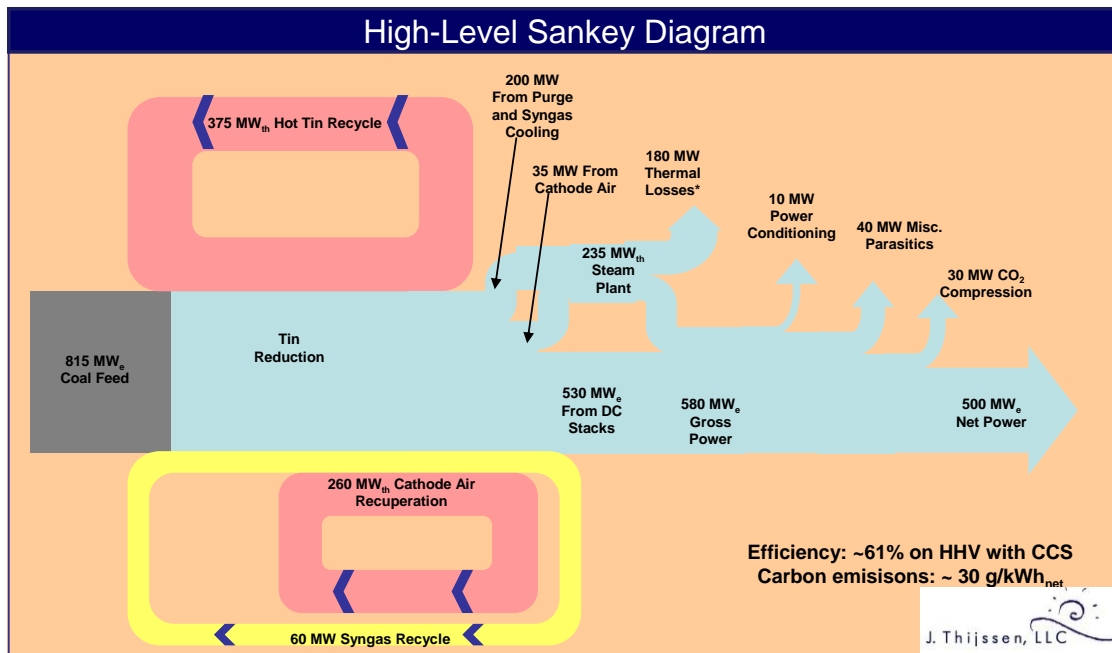 High-Level Sankey Diagram
200 MW
From Purge
and Syngas
Cooling
375 MWth Hot Tin Recycle
35 MW From
Cathode Air
180 MW
Thermal
Losses*
10 MW
Power
Conditioning
40 MW Misc.
Parasitics
235 MWth
Steam
Plant
30 MW CO2
Compression
Tin
Reduction
815 MWe
Coal Feed
530 MWe
From DC
Stacks
580 MWe
Gross
Power
500 MWe
Net Power
260 MWth Cathode Air
Recuperation
60 MW Syngas Recycle
Efficiency: ~61% on HHV with CCS
Carbon emisisons: ~ 30 g/kWhnet
J. Thijssen, LLC